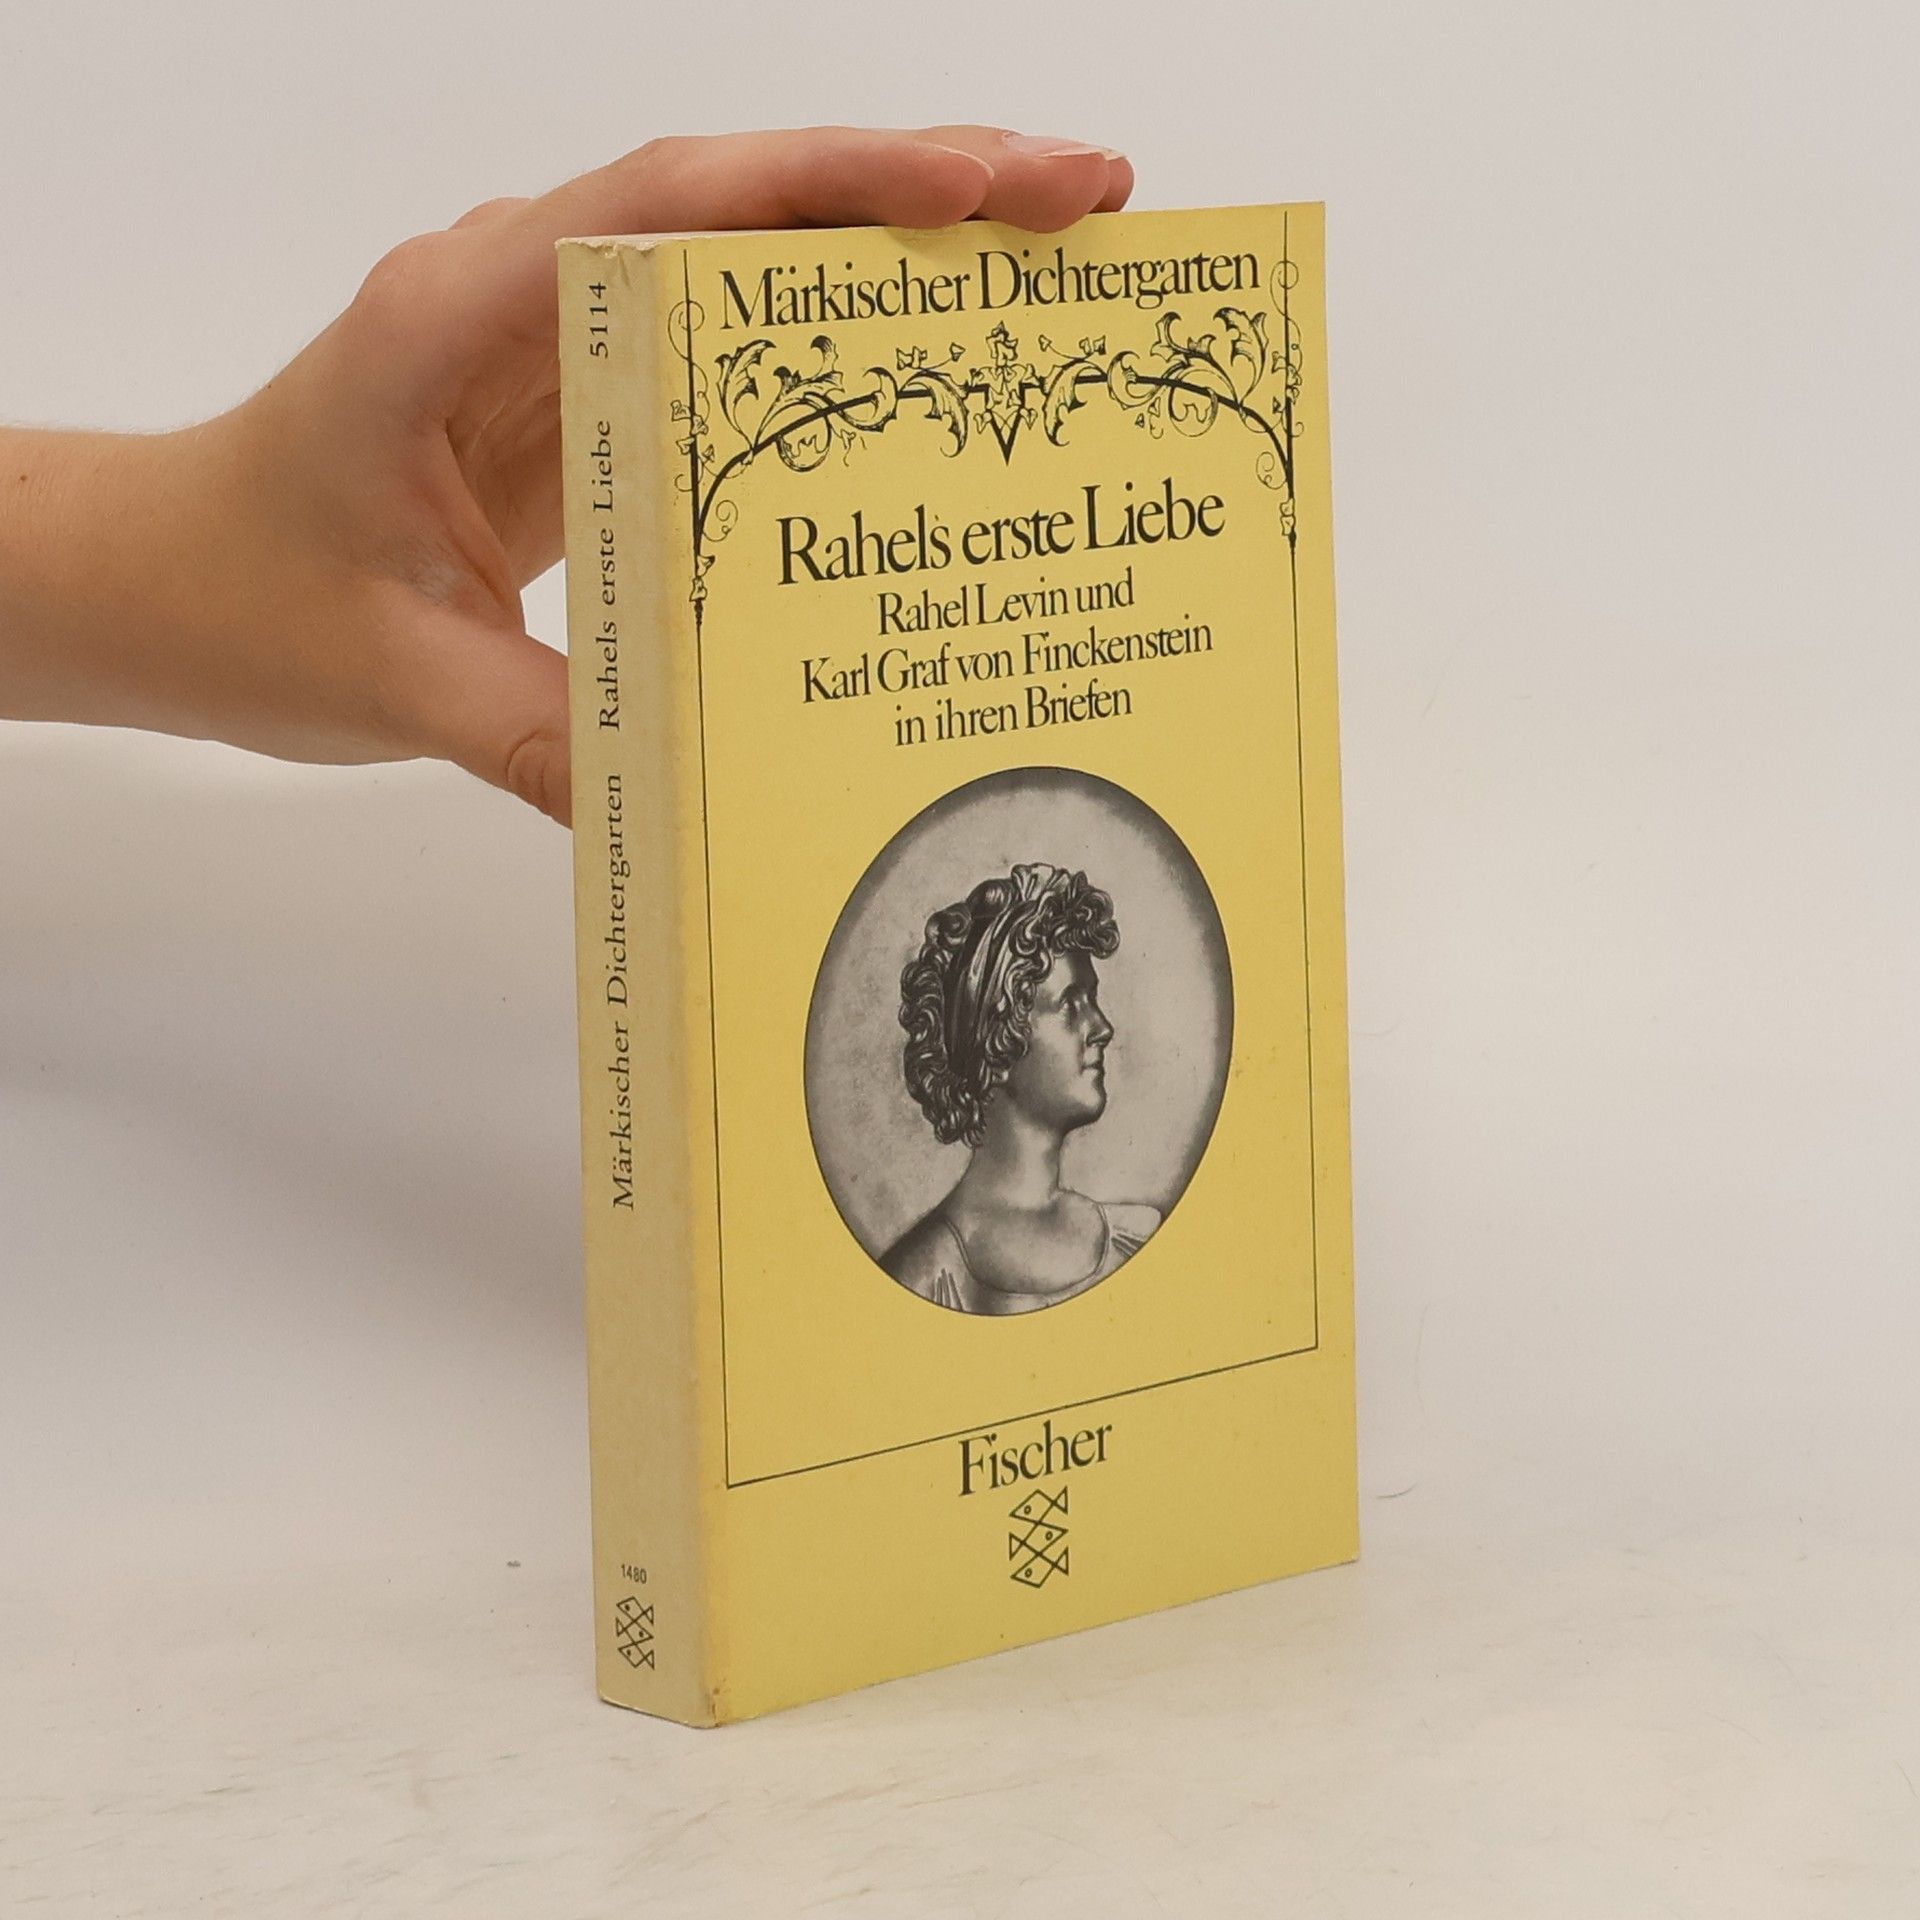 Märkischer Dichtergarten
Rahels erste Liebe
Rahel Levin und
Karl Graf von Finckenstein
in ihren Briefen
Fischer
Märkischer Dichtergarten Rahels erste Liebe 5114
1480